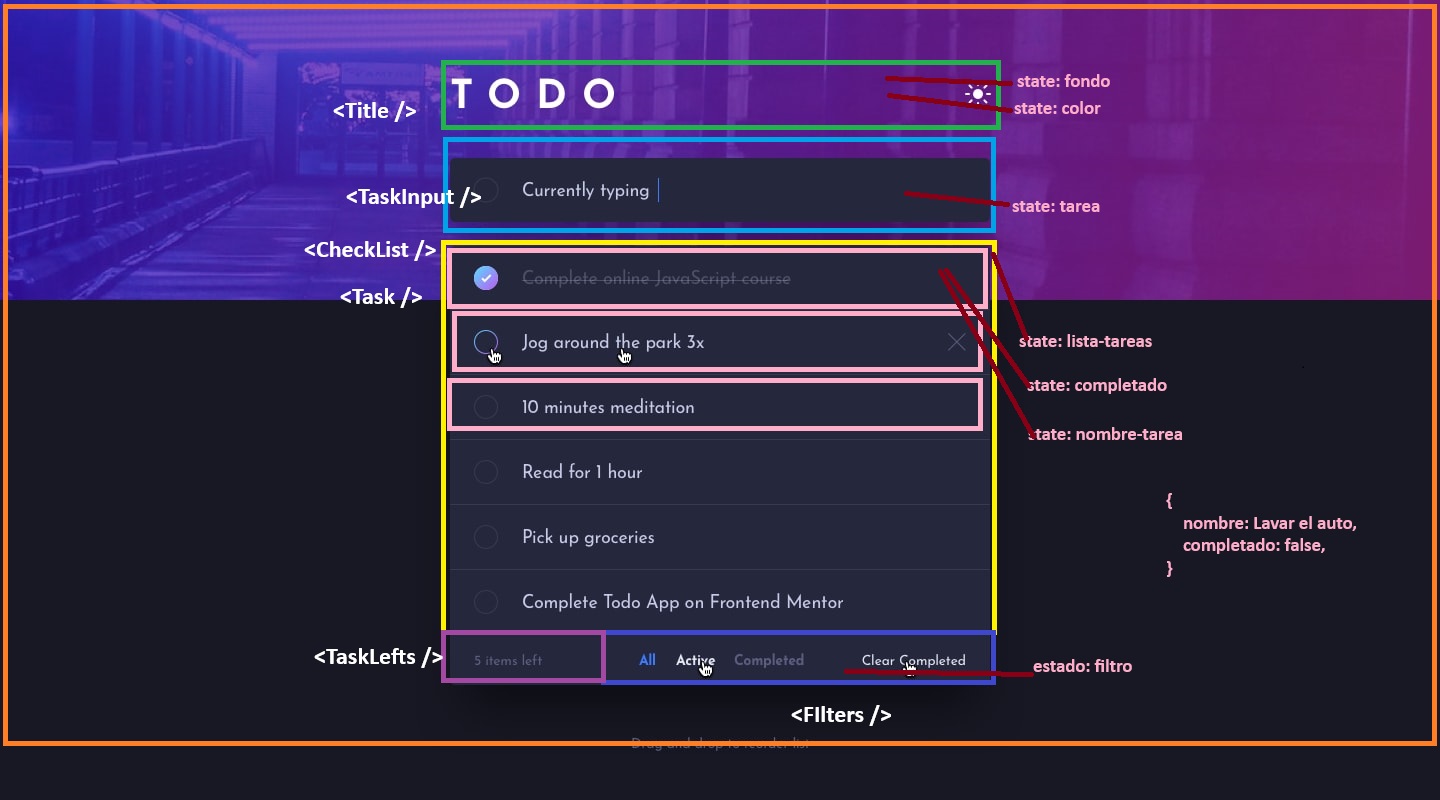 TODO
state: fondo
<Title />
state: color
<TaskInput />
Currently typing
state: tarea
<CheckList />
Complete online JavaScript course
<Task />
Jog around the park 3x
state: lista-tareas
state: completado
10 minutes meditation
state: nombre-tarea
Read for 1 hour
{
nombre: Lavar el auto,
completado: false,
}
Pick up groceries
Complete Todo App on Frontend Mentor
<TaskLefts />
5 items left
All
Active
Completed
Clear Completed
estado: filtro
<FIlters />
Drag and drop to reorder list